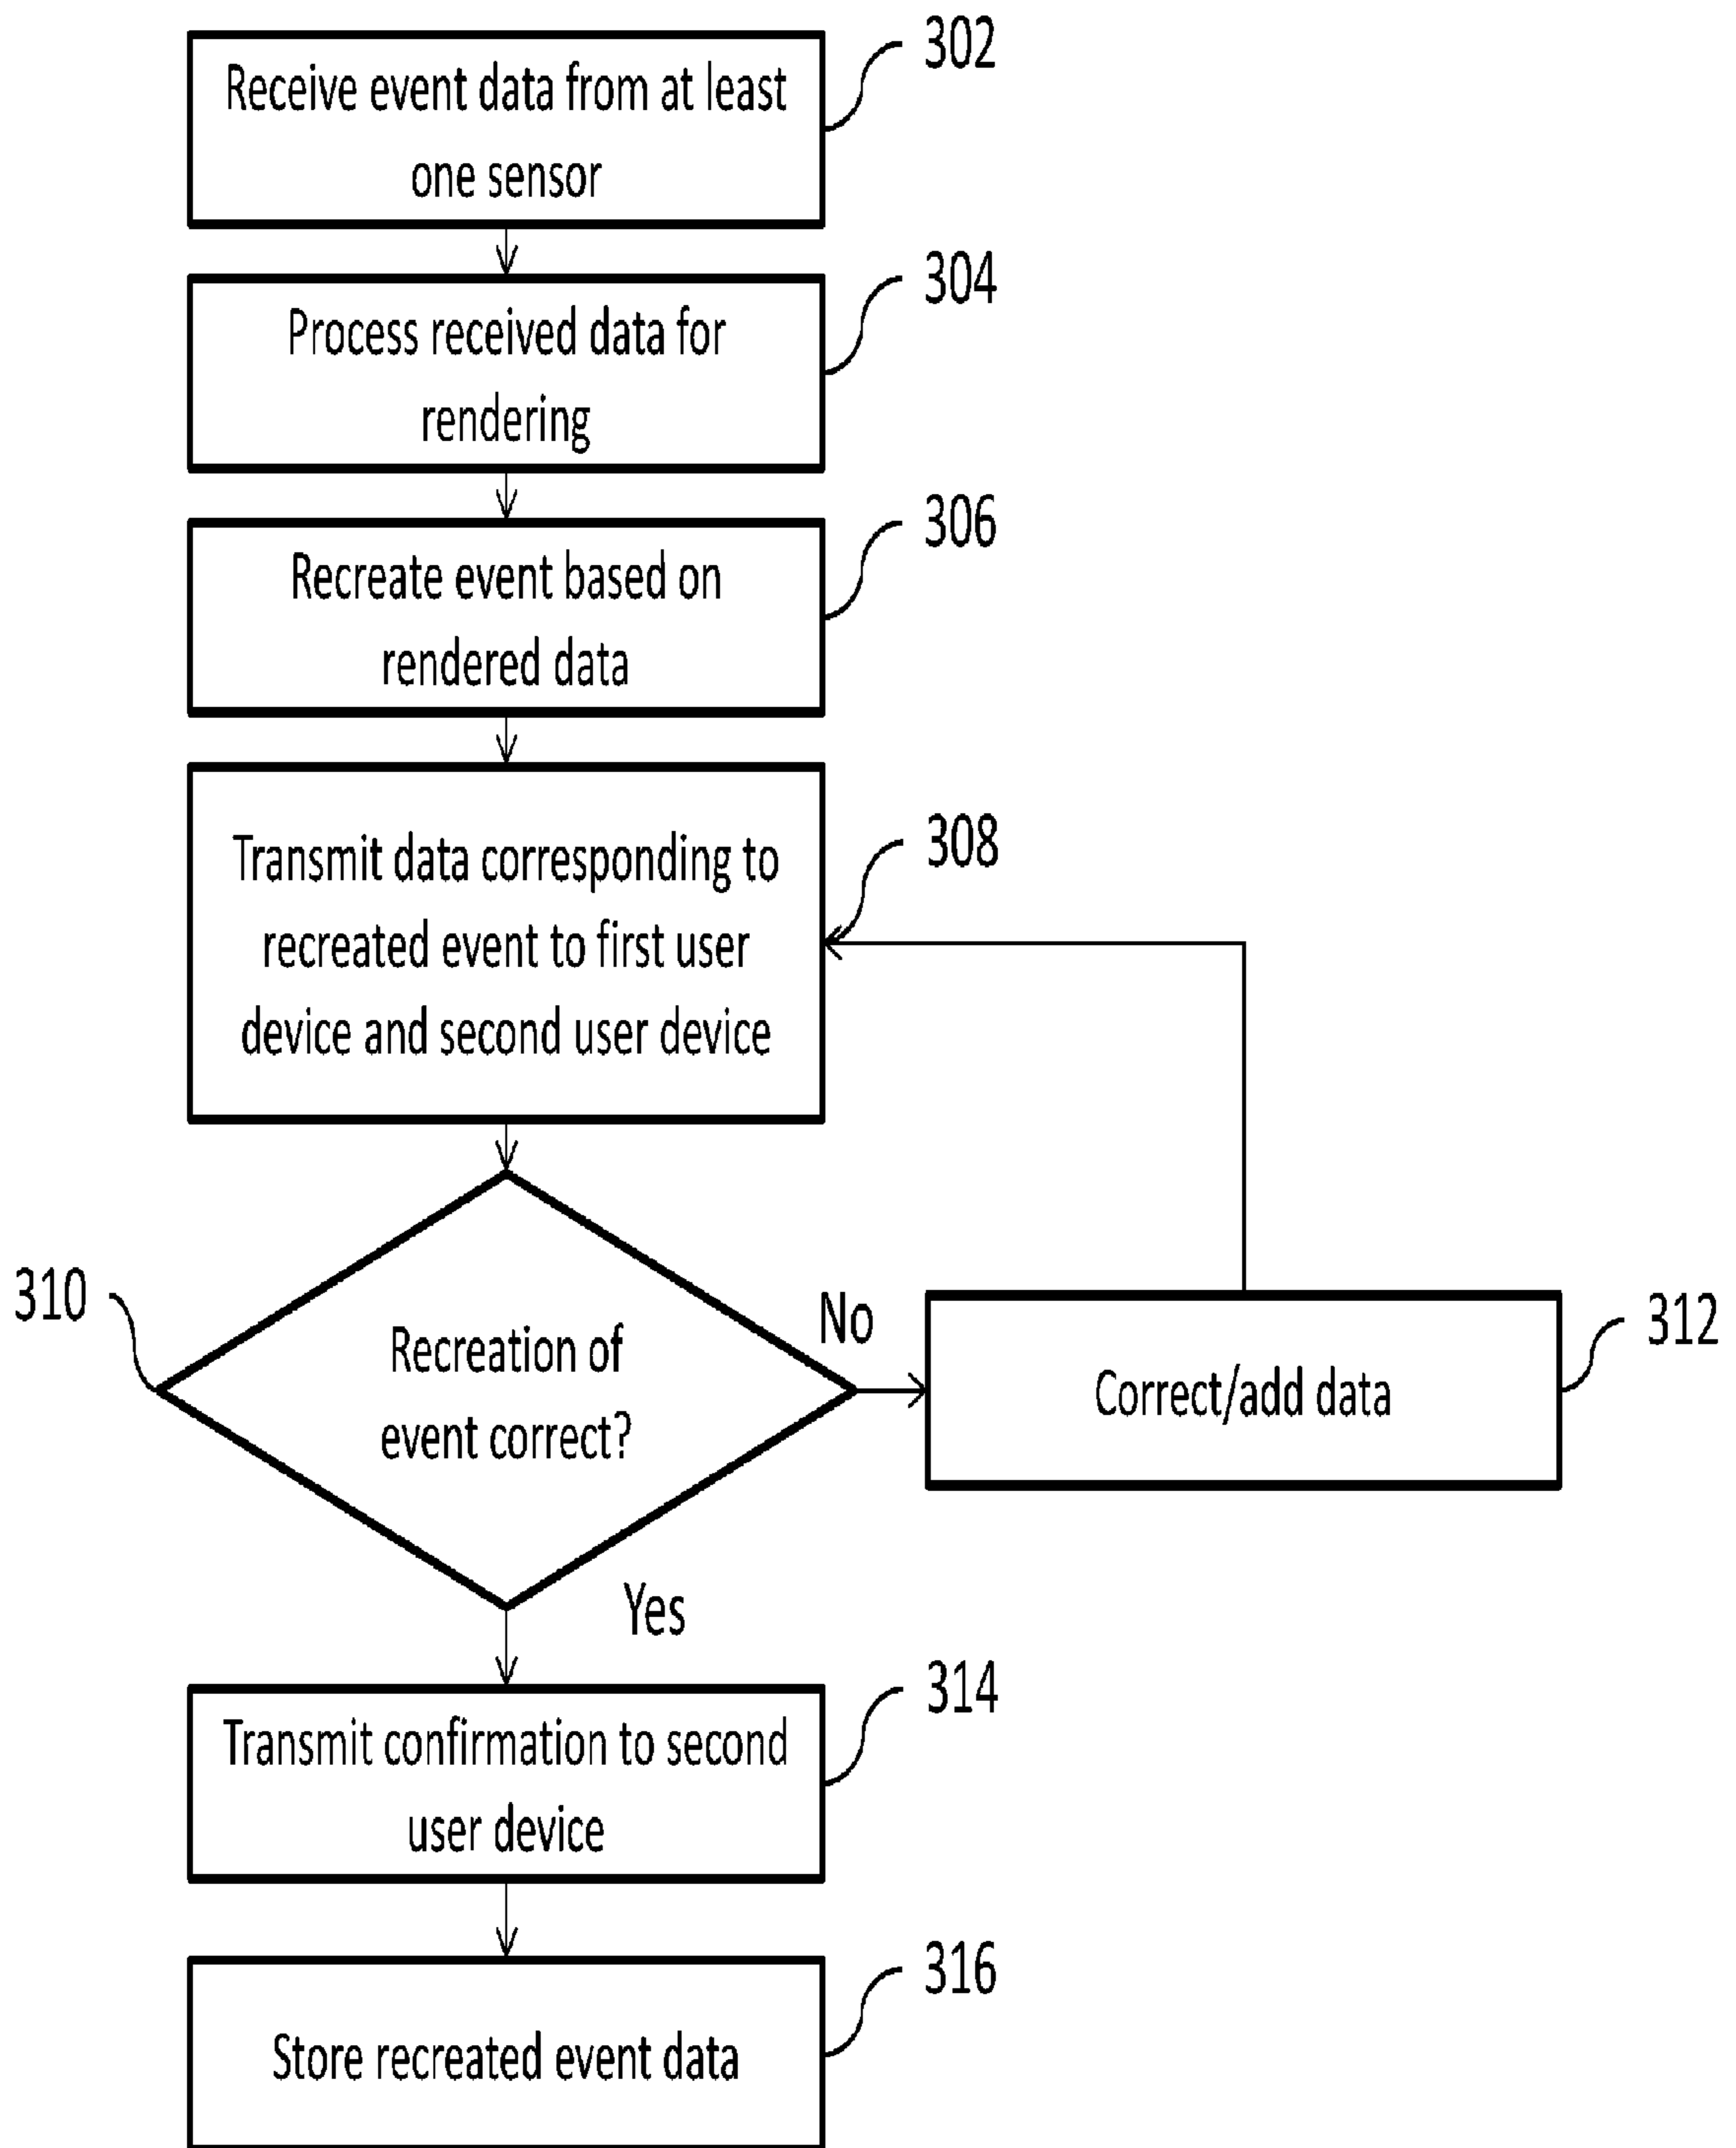 302
Receive event data from at least
one sensor
304
Process received data for
rendering
306
Recreate event based on
rendered data
308
Transmit data corresponding to
recreated event to first user
device and second user device
310
Recreation of
event correct?
No
312
Correct/add data
Yes
314
Transmit confirmation to second
user device
316
Store recreated event data